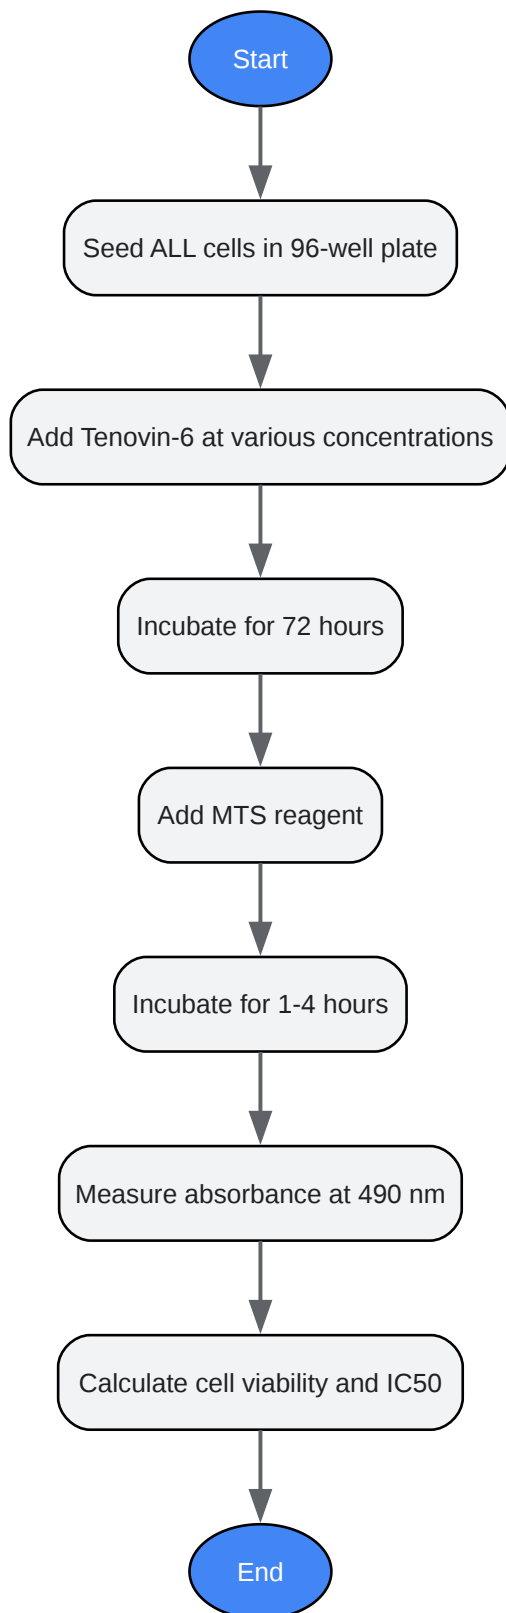 Start
Seed ALL cells in 96-well plate
Add Tenovin-6 at various concentrations
Incubate for 72 hours
Add MTS reagent
Incubate for 1-4 hours
Measure absorbance at 490 nm
Calculate cell viability and IC50
End